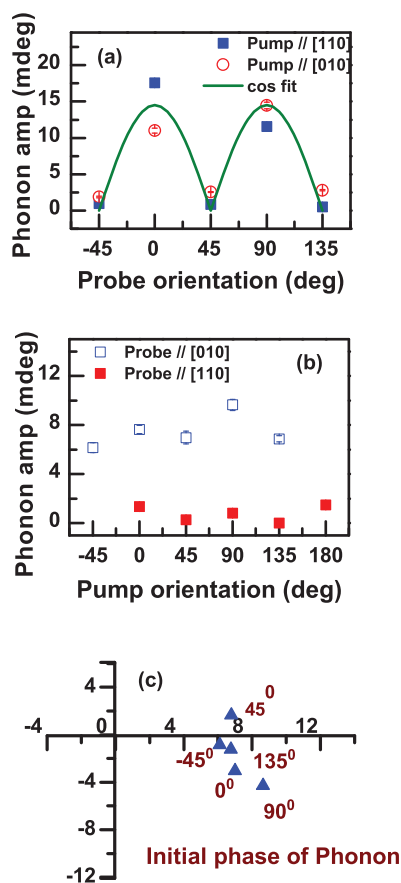 (a)
Pump // [110]
Pump // [010]
cos fit
Phonon amp (mdeg)
20
15
10
5
0
-45 0 45 90 135
Probe orientation (deg)
Probe // [010]
Probe // [110]
(b)
Phonon amp (mdeg)
12
8
4
0
-45 0 45 90 135 180
Pump orientation (deg)
(c)
4
-4 0 4 8 12
-4
-8
-12
45⁰
-45⁰
135⁰
0⁰
90⁰
Initial phase of Phonon